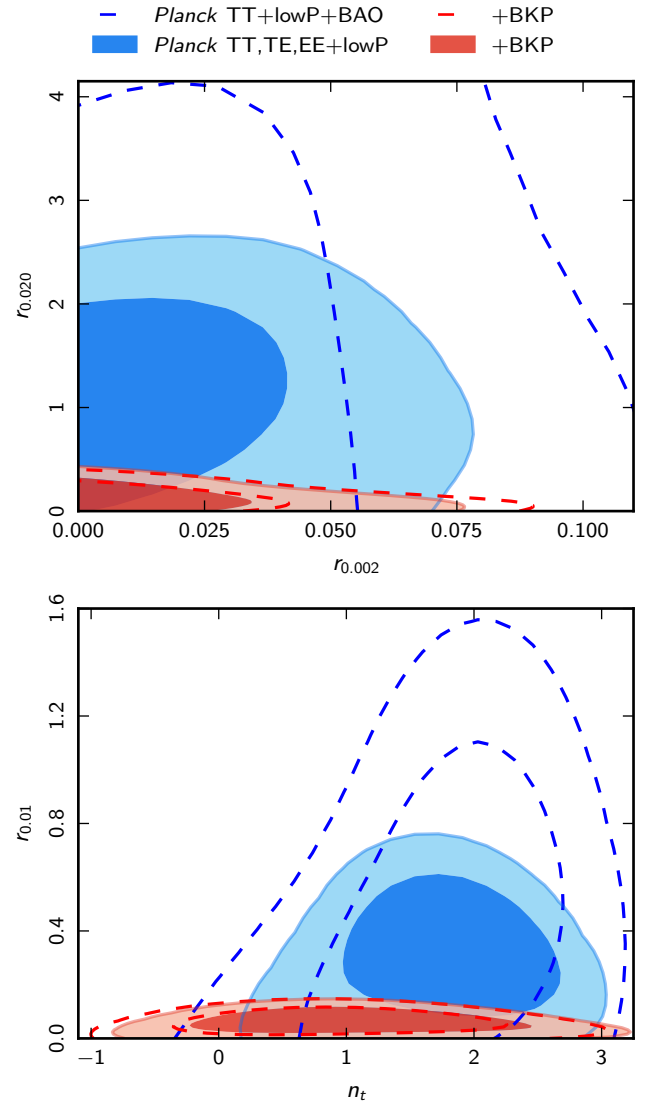 Planck TT+lowP+BAO +BKP
Planck TT,TE,EE+lowP +BKP
4
3
2
1
0
r0.020
0.000 0.025 0.050 0.075 0.100
r0.002
1.6
1.2
0.8
0.4
0.0
r0.01
−1 0 1 2 3
nt